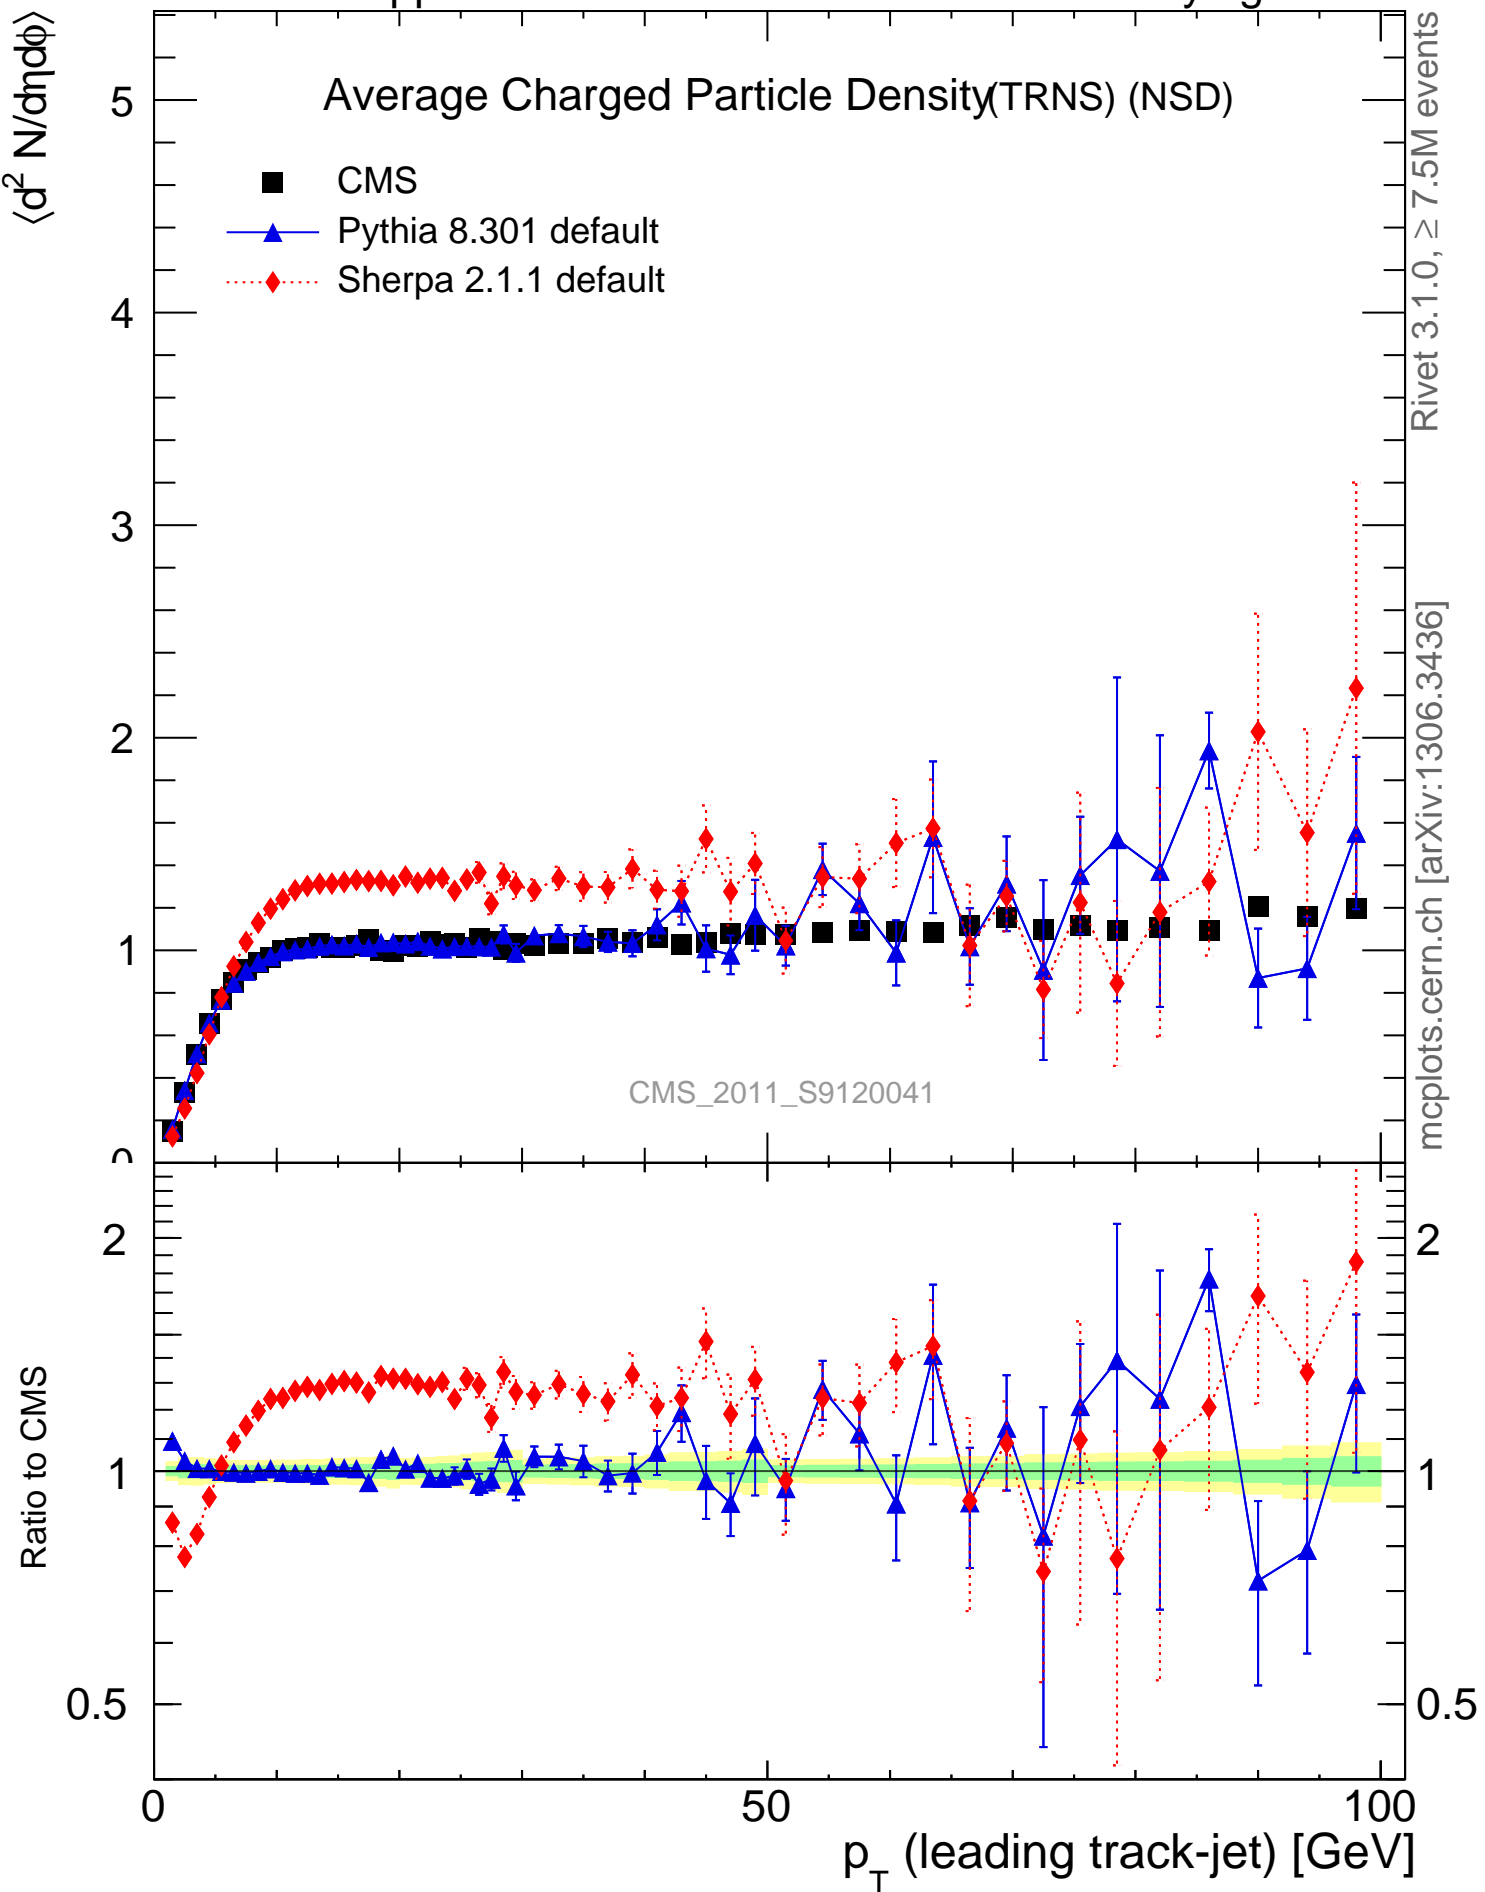 ⟨d² N/dηdϕ⟩
Average Charged Particle Density (TRNS) (NSD)
CMS
Pythia 8.301 default
Sherpa 2.1.1 default
5
4
3
2
1
0
CMS_2011_S9120041
Rivet 3.1.0, ≥ 7.5M events
mcplots.cern.ch [arXiv:1306.3436]
Ratio to CMS
2
1
0.5
2
1
0.5
0
50
100
p_T (leading track-jet) [GeV]